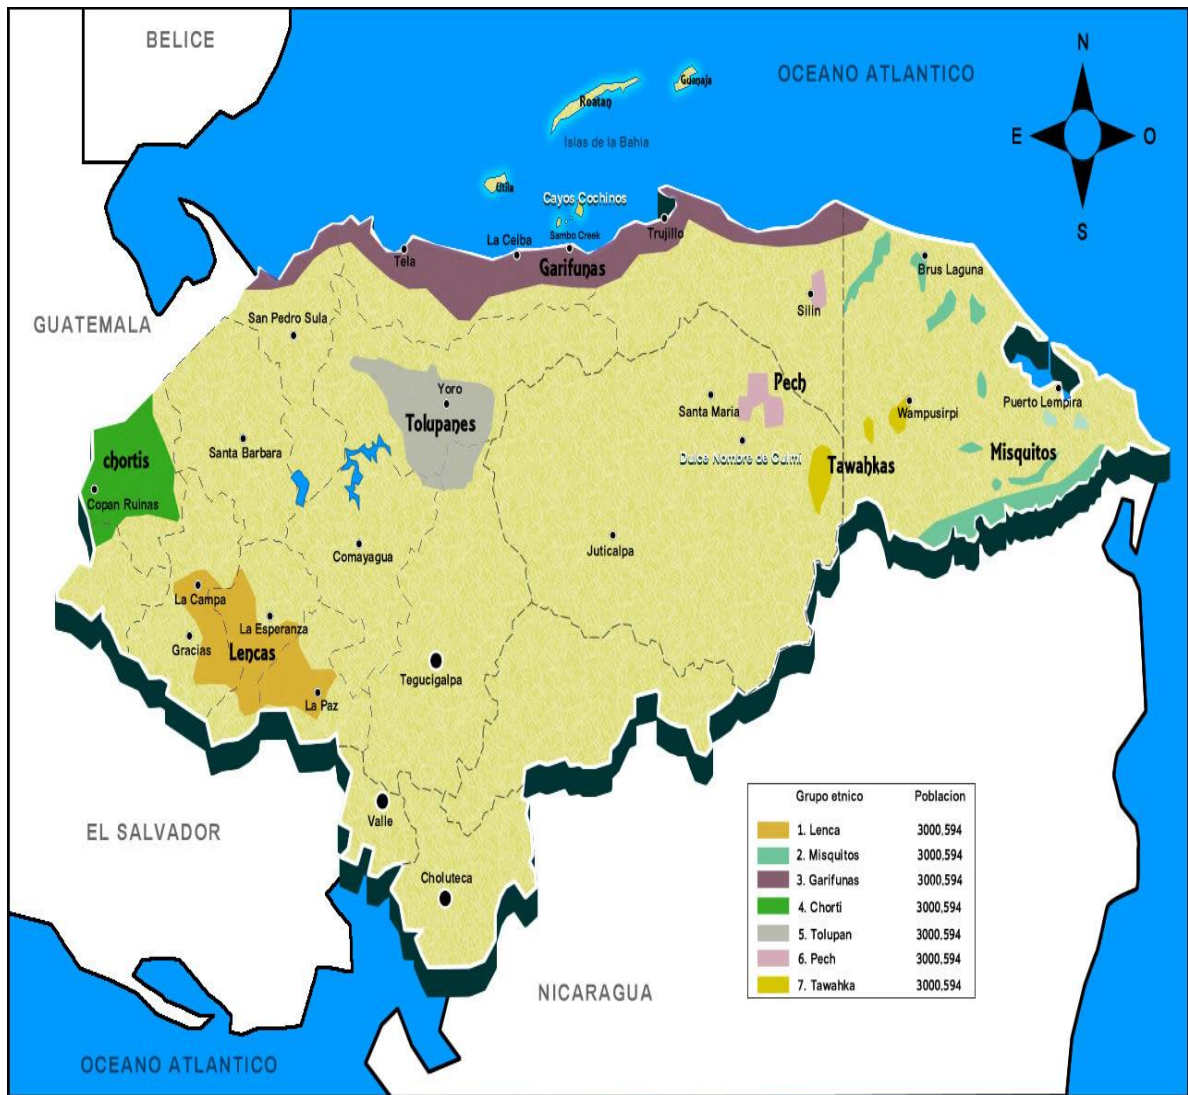 BELICE
OCEANO ATLANTICO
N
E
O
S
Guanaja
Roatan
Islas de la Bahia
Utila
Cayos Cochinos
Sambo Creek
Trujillo
La Ceiba
Tela
Garifunas
Brus Laguna
Silin
GUATEMALA
San Pedro Sula
Yoro
Tolupanes
Pech
Santa Maria
Wampusirpi
Puerto Lempira
chortis
Santa Barbara
Dulce Nombre de Culmi
Tawahkas
Misquitos
Copan Ruinas
Comayagua
Juticalpa
La Campa
La Esperanza
Gracias
Lencas
Tegucigalpa
La Paz
EL SALVADOR
Valle
Choluteca
NICARAGUA
OCEANO ATLANTICO
Grupo etnico Poblacion
1. Lenca 3000,594
2. Misquitos 3000,594
3. Garifunas 3000,594
4. Chorti 3000,594
5. Tolupan 3000,594
6. Pech 3000,594
7. Tawahka 3000,594